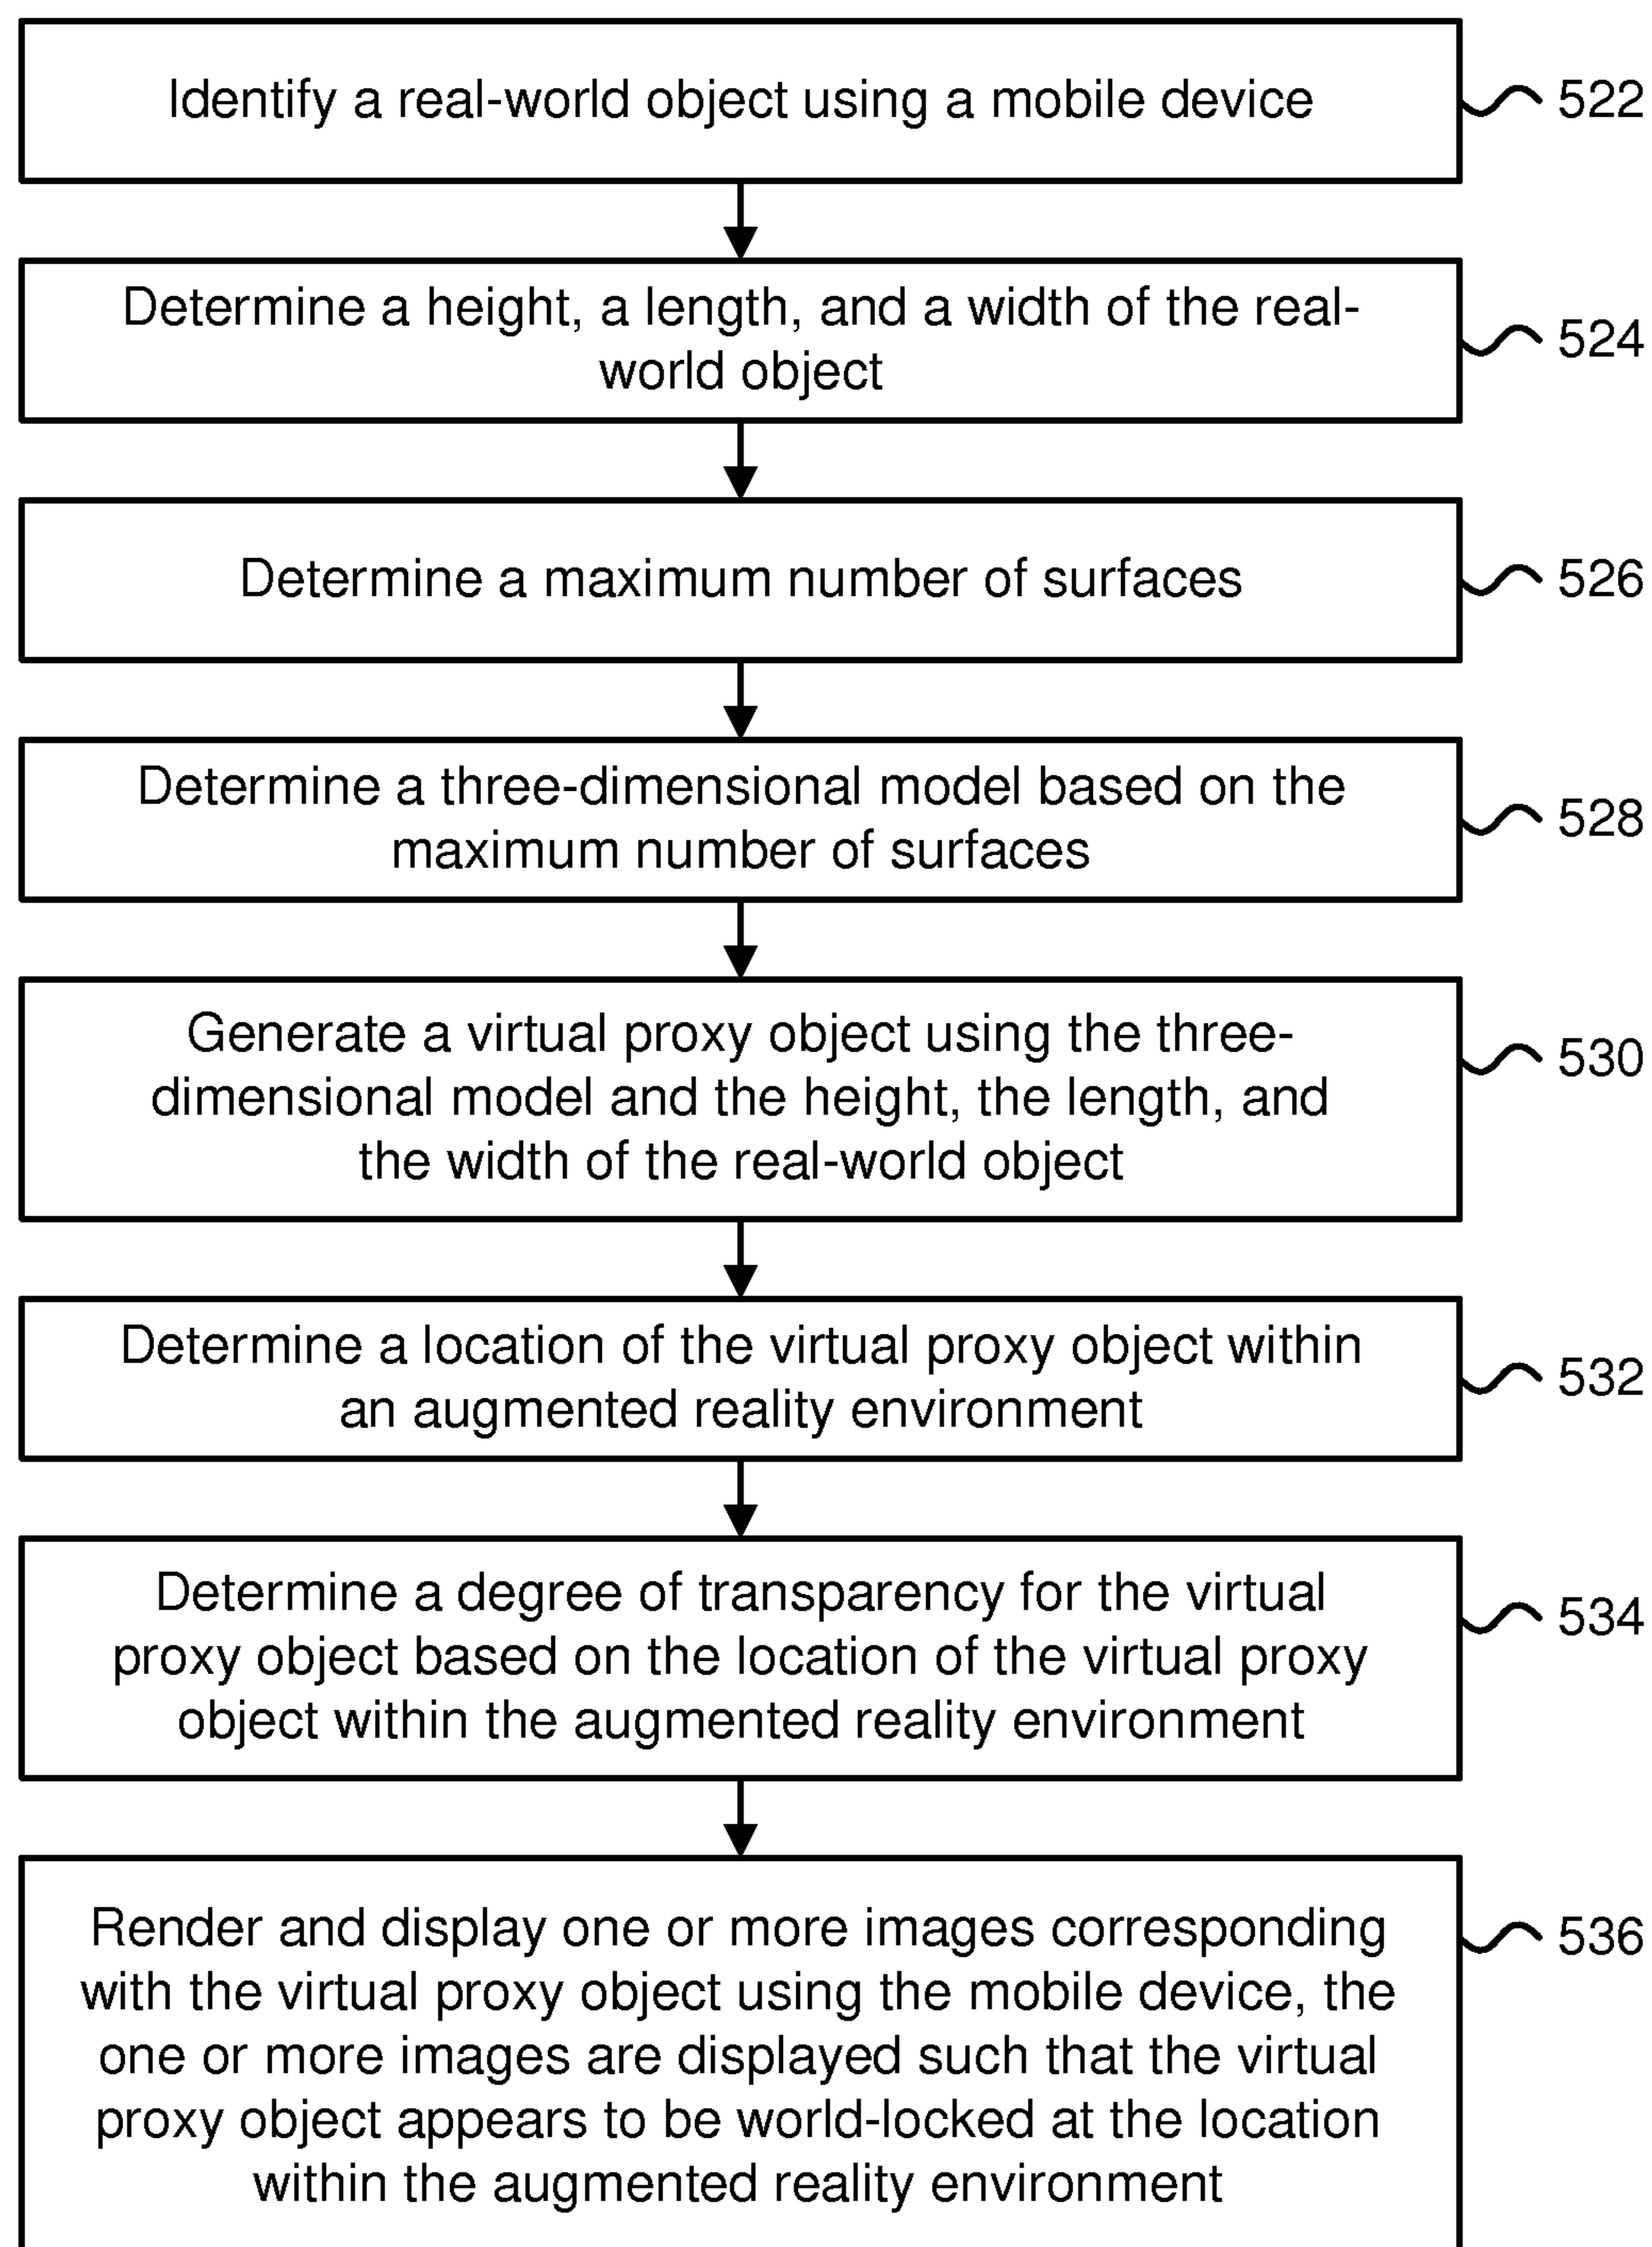 Identify a real-world object using a mobile device
522
Determine a height, a length, and a width of the real-
world object
524
Determine a maximum number of surfaces
526
Determine a three-dimensional model based on the
maximum number of surfaces
528
Generate a virtual proxy object using the three-
dimensional model and the height, the length, and
the width of the real-world object
530
Determine a location of the virtual proxy object within
an augmented reality environment
532
Determine a degree of transparency for the virtual
proxy object based on the location of the virtual proxy
object within the augmented reality environment
534
Render and display one or more images corresponding
with the virtual proxy object using the mobile device, the
one or more images are displayed such that the virtual
proxy object appears to be world-locked at the location
within the augmented reality environment
536